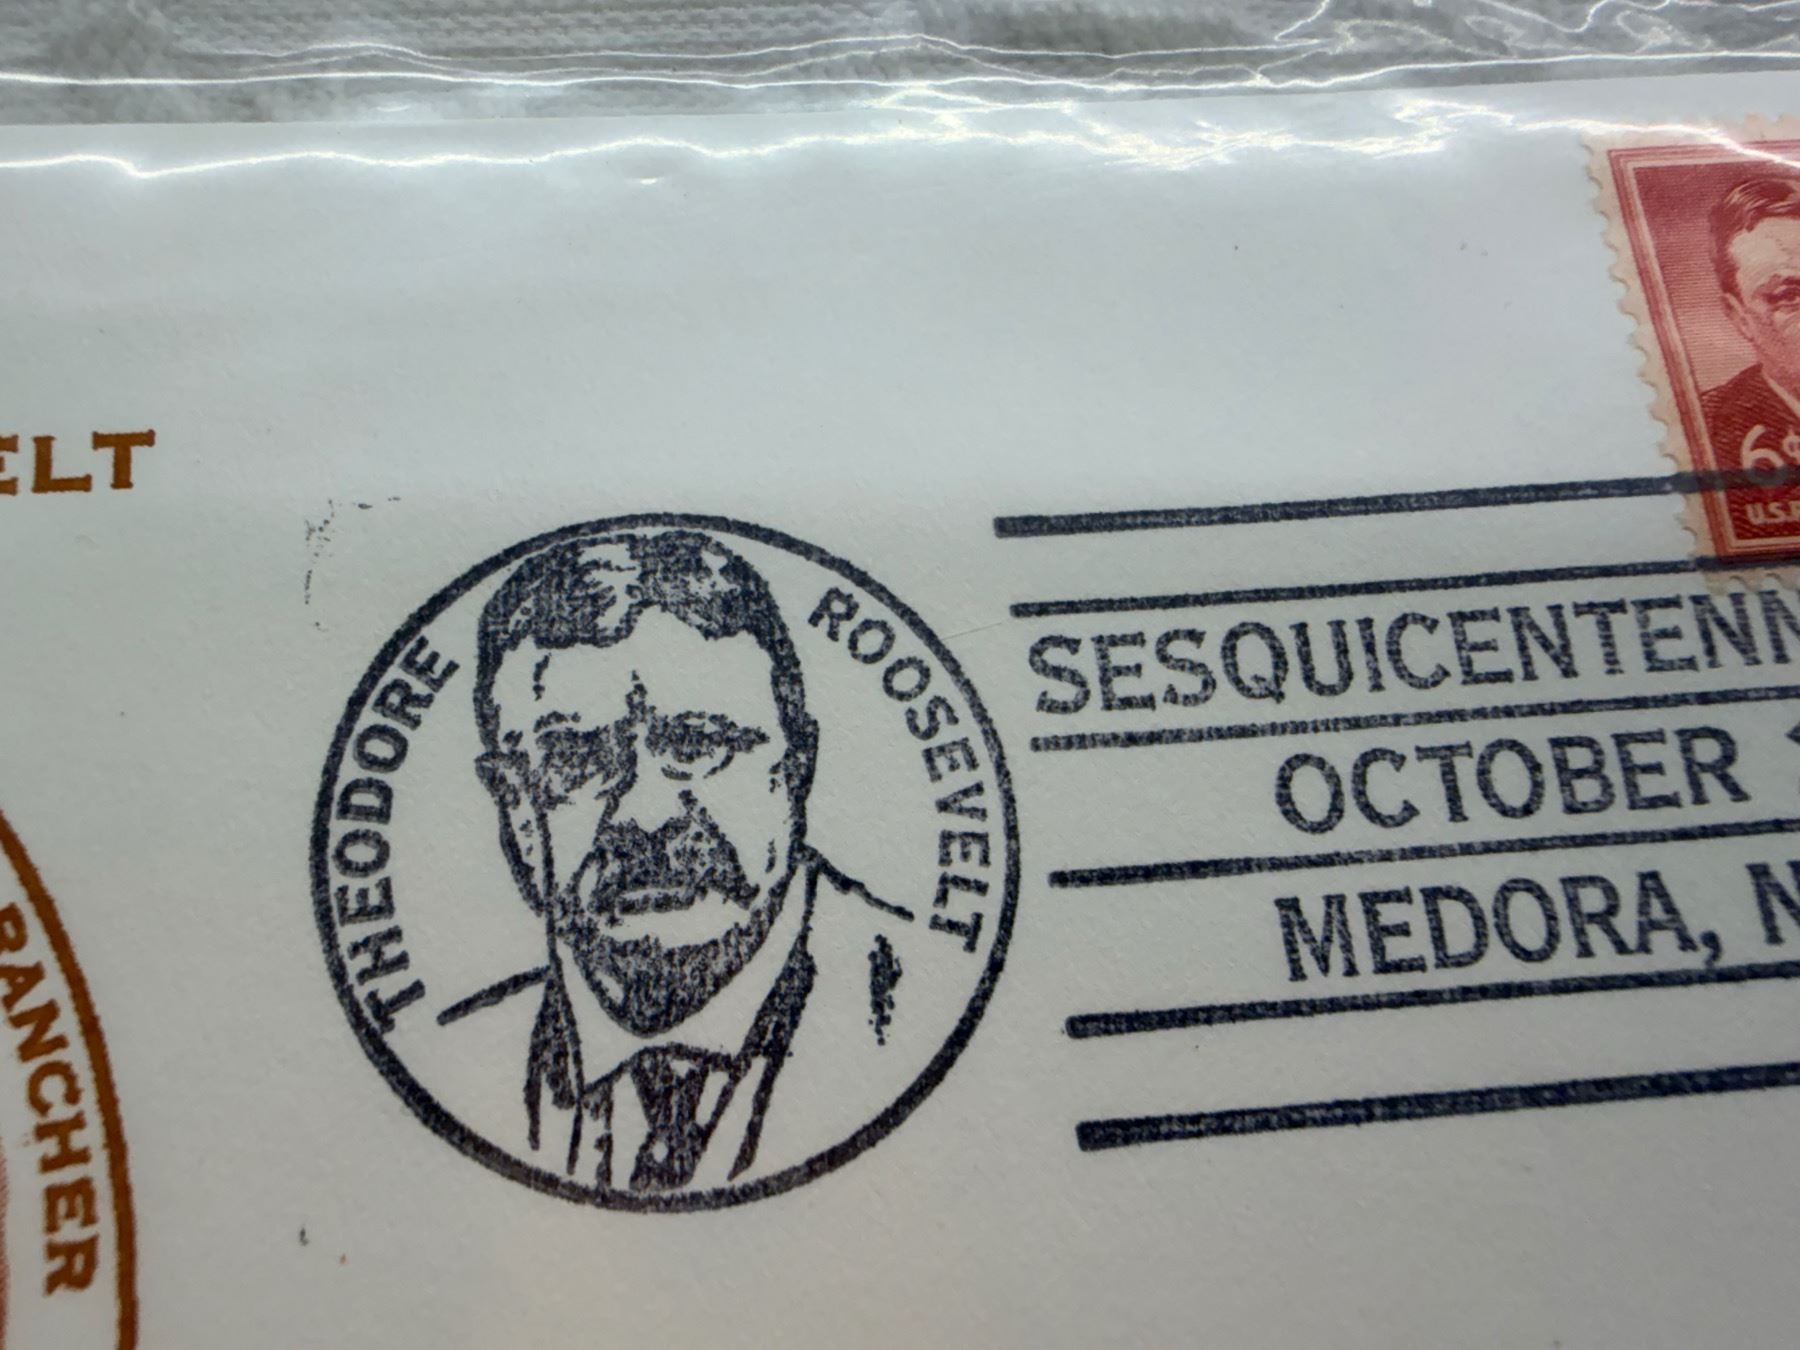 ELT
RANCHER
THEODORE ROOSEVELT
6¢
U.S.
SESQUICENTENN
OCTOBER
MEDORA, N